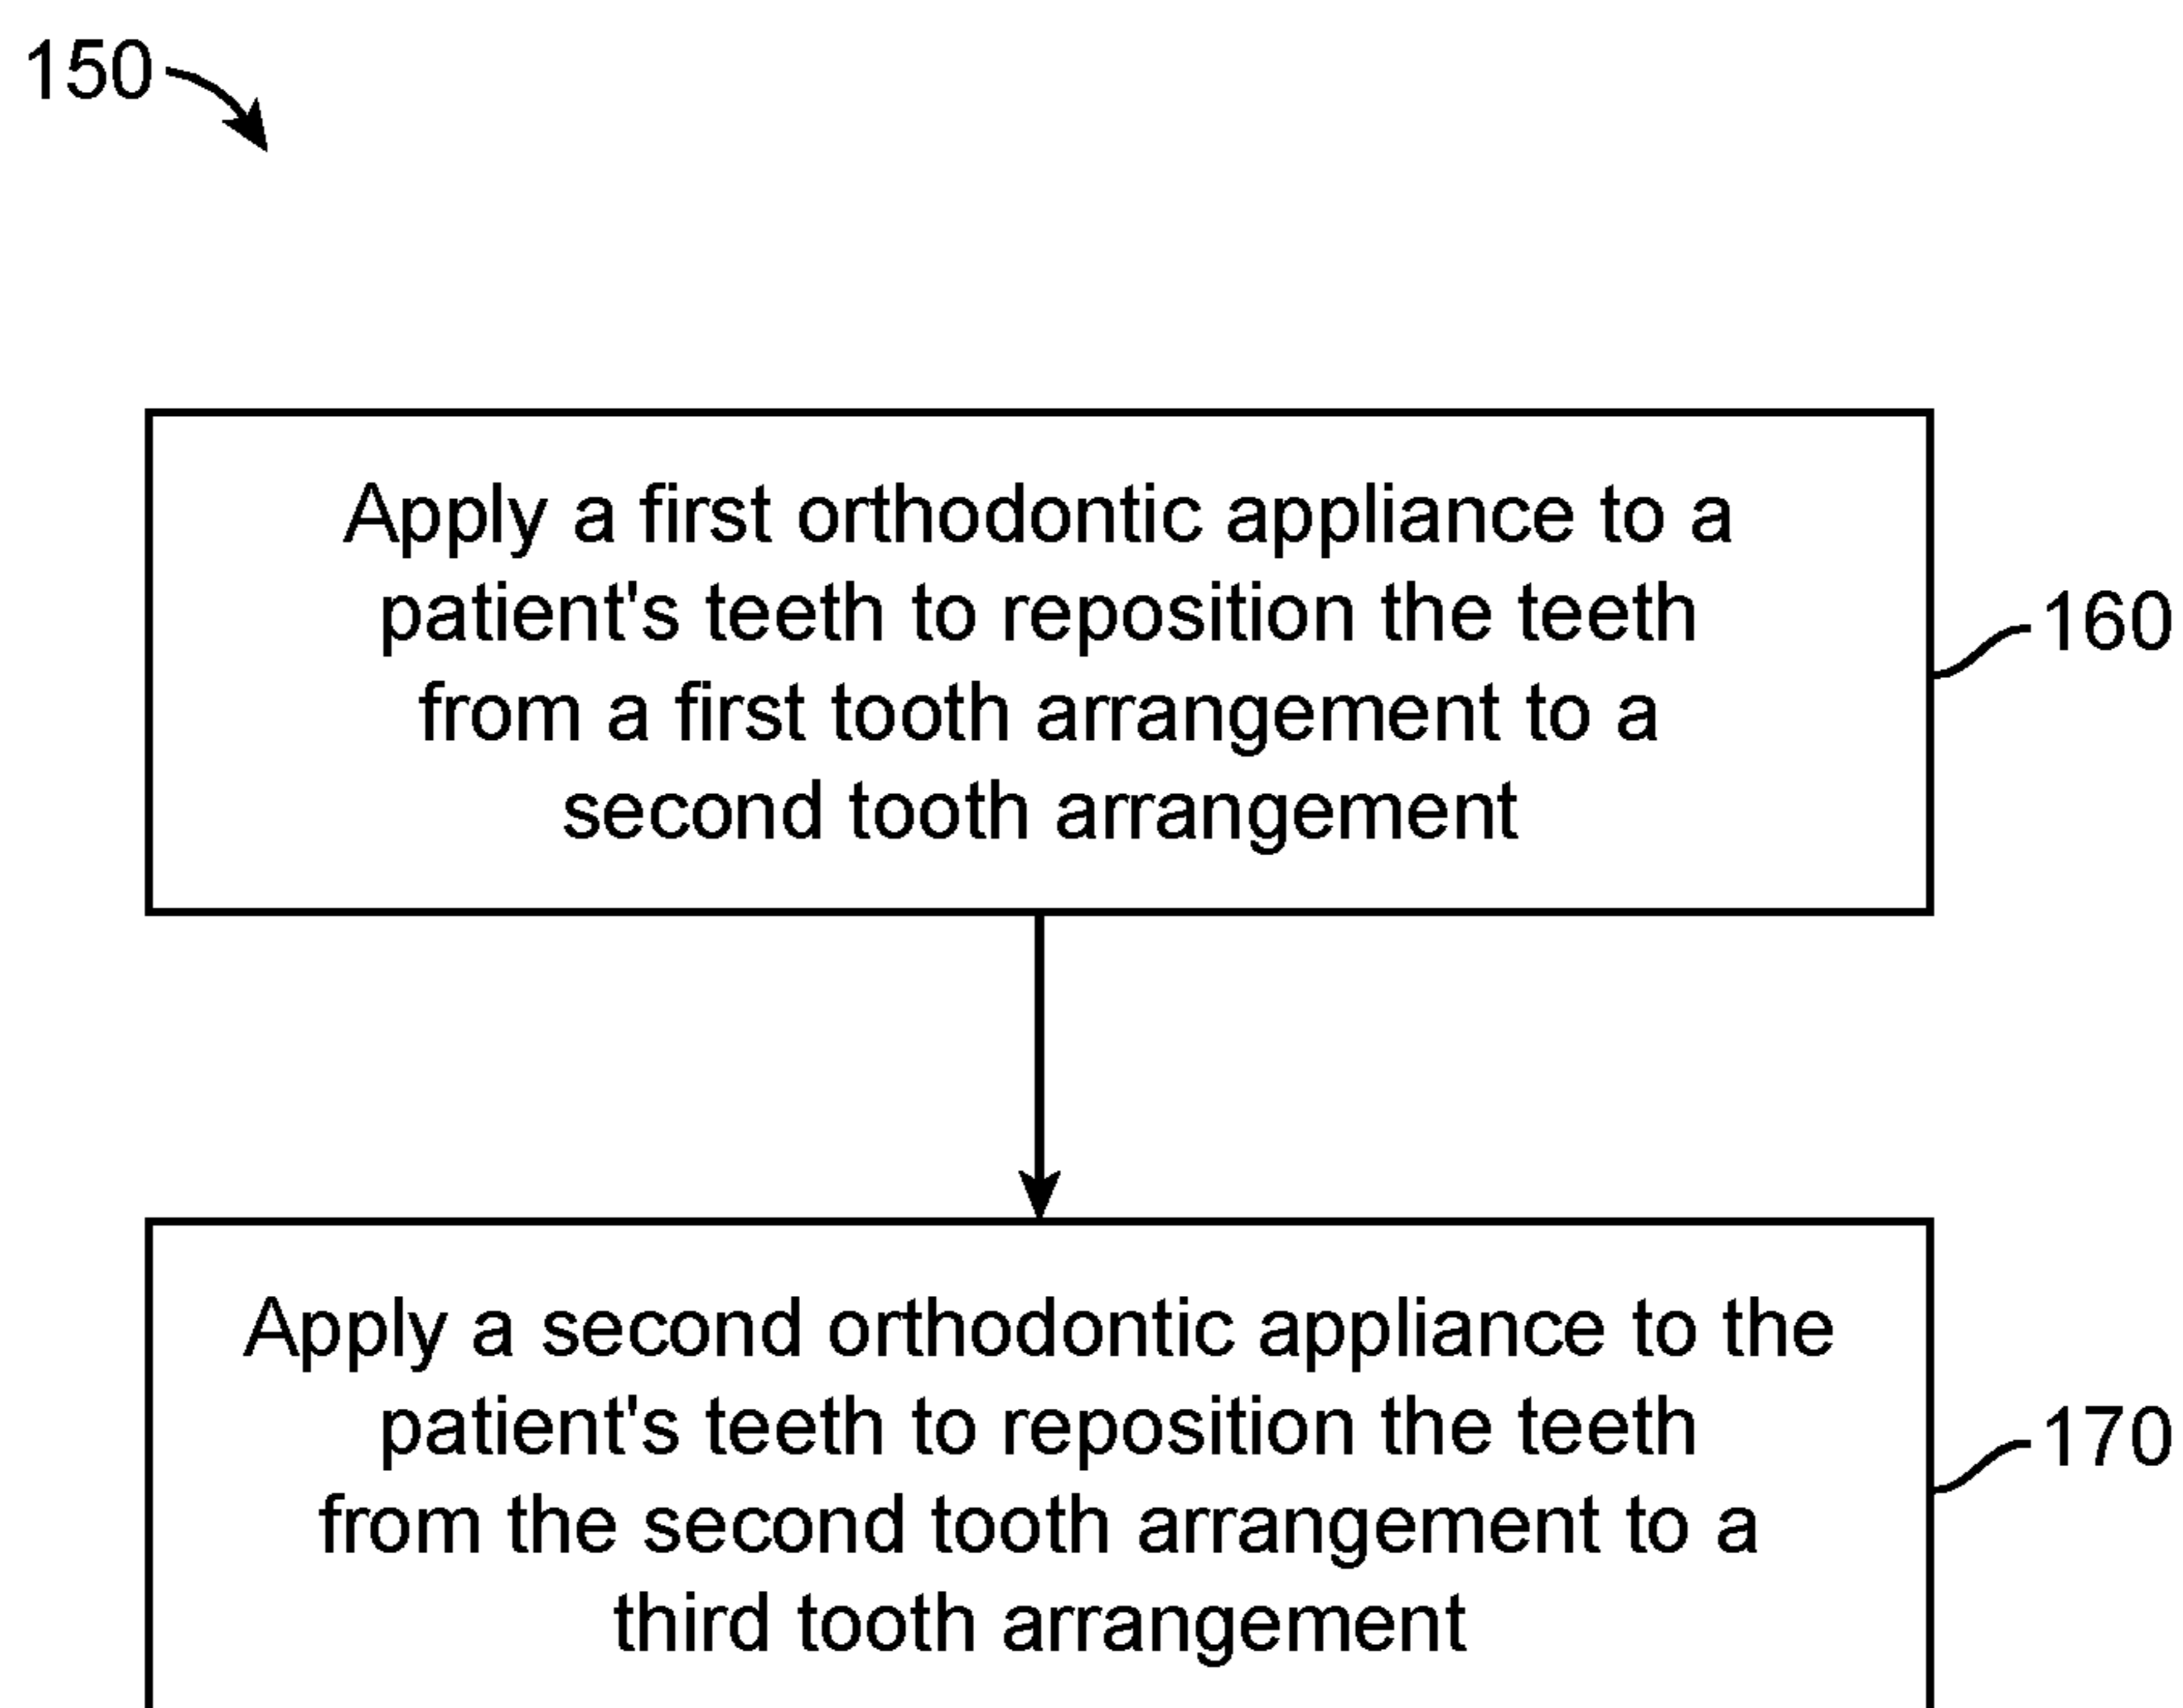 150
Apply a first orthodontic appliance to a
patient's teeth to reposition the teeth
from a first tooth arrangement to a
second tooth arrangement
160
Apply a second orthodontic appliance to the
patient's teeth to reposition the teeth
from the second tooth arrangement to a
third tooth arrangement
170